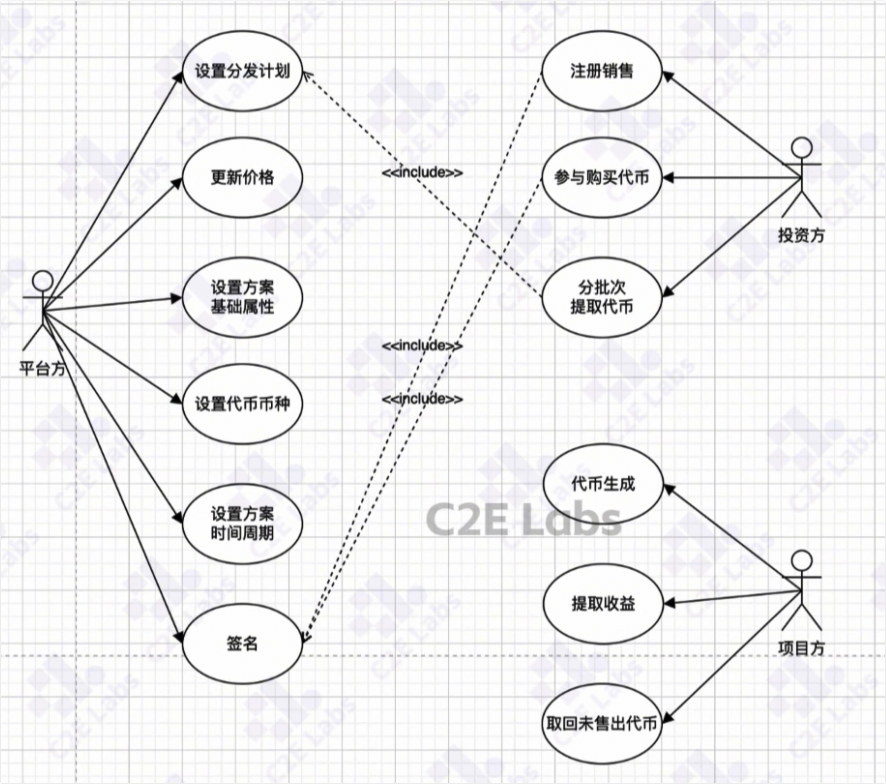 设置分发计划
更新价格
设置方案
基础属性
设置代币币种
设置方案
时间周期
签名
平台方
<<include>>
<<include>>
<<include>>
注册销售
参与购买代币
分批次
提取代币
投资方
代币生成
C2E Labs
提取收益
取回未售出代币
项目方